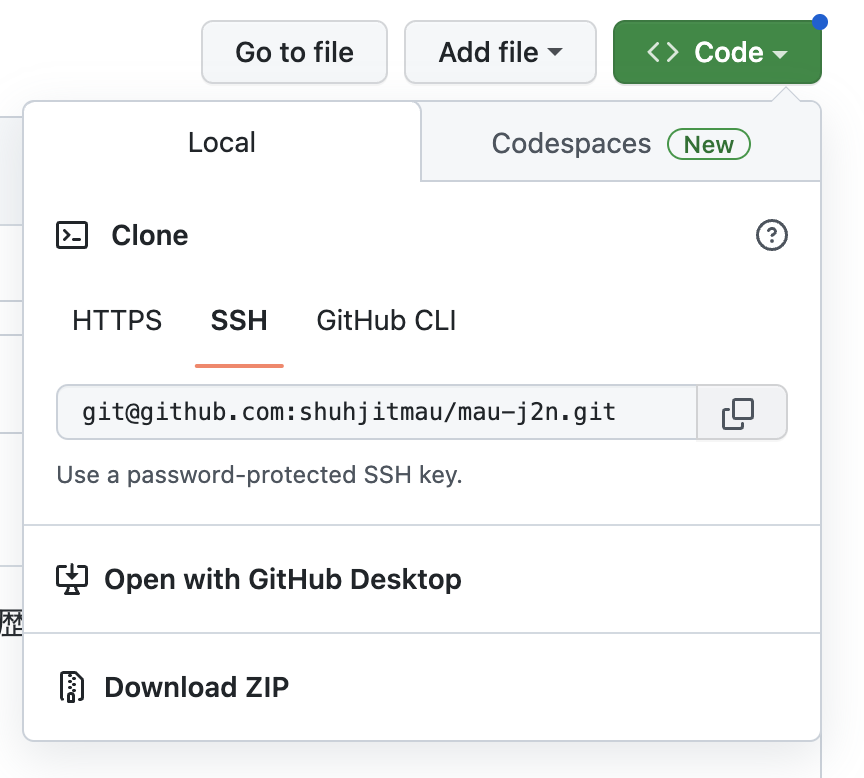 Go to file Add file Code
Local Codespaces New
Clone
HTTPS SSH GitHub CLI
git@github.com:shuhjitmau/mau-j2n.git
Use a password-protected SSH key.
Open with GitHub Desktop
歴
Download ZIP